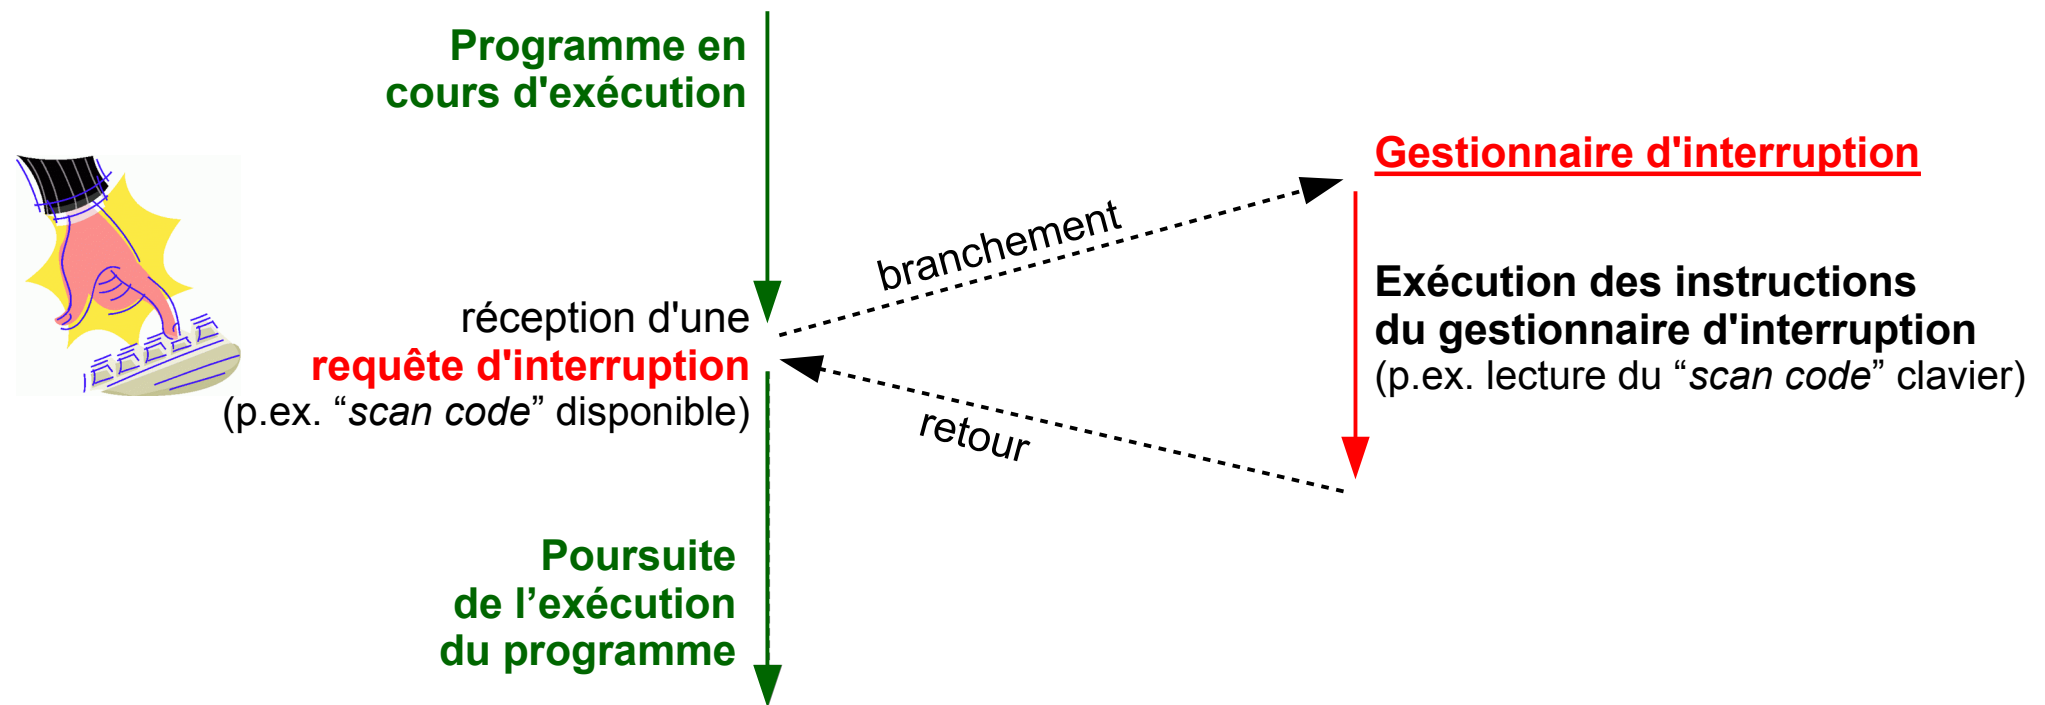 Programme en
cours d'exécution
Gestionnaire d'interruption
branchement
réception d'une
requête d'interruption
(p.ex. “scan code” disponible)
Exécution des instructions
du gestionnaire d'interruption
(p.ex. lecture du “scan code” clavier)
retour
Poursuite
de l’exécution
du programme